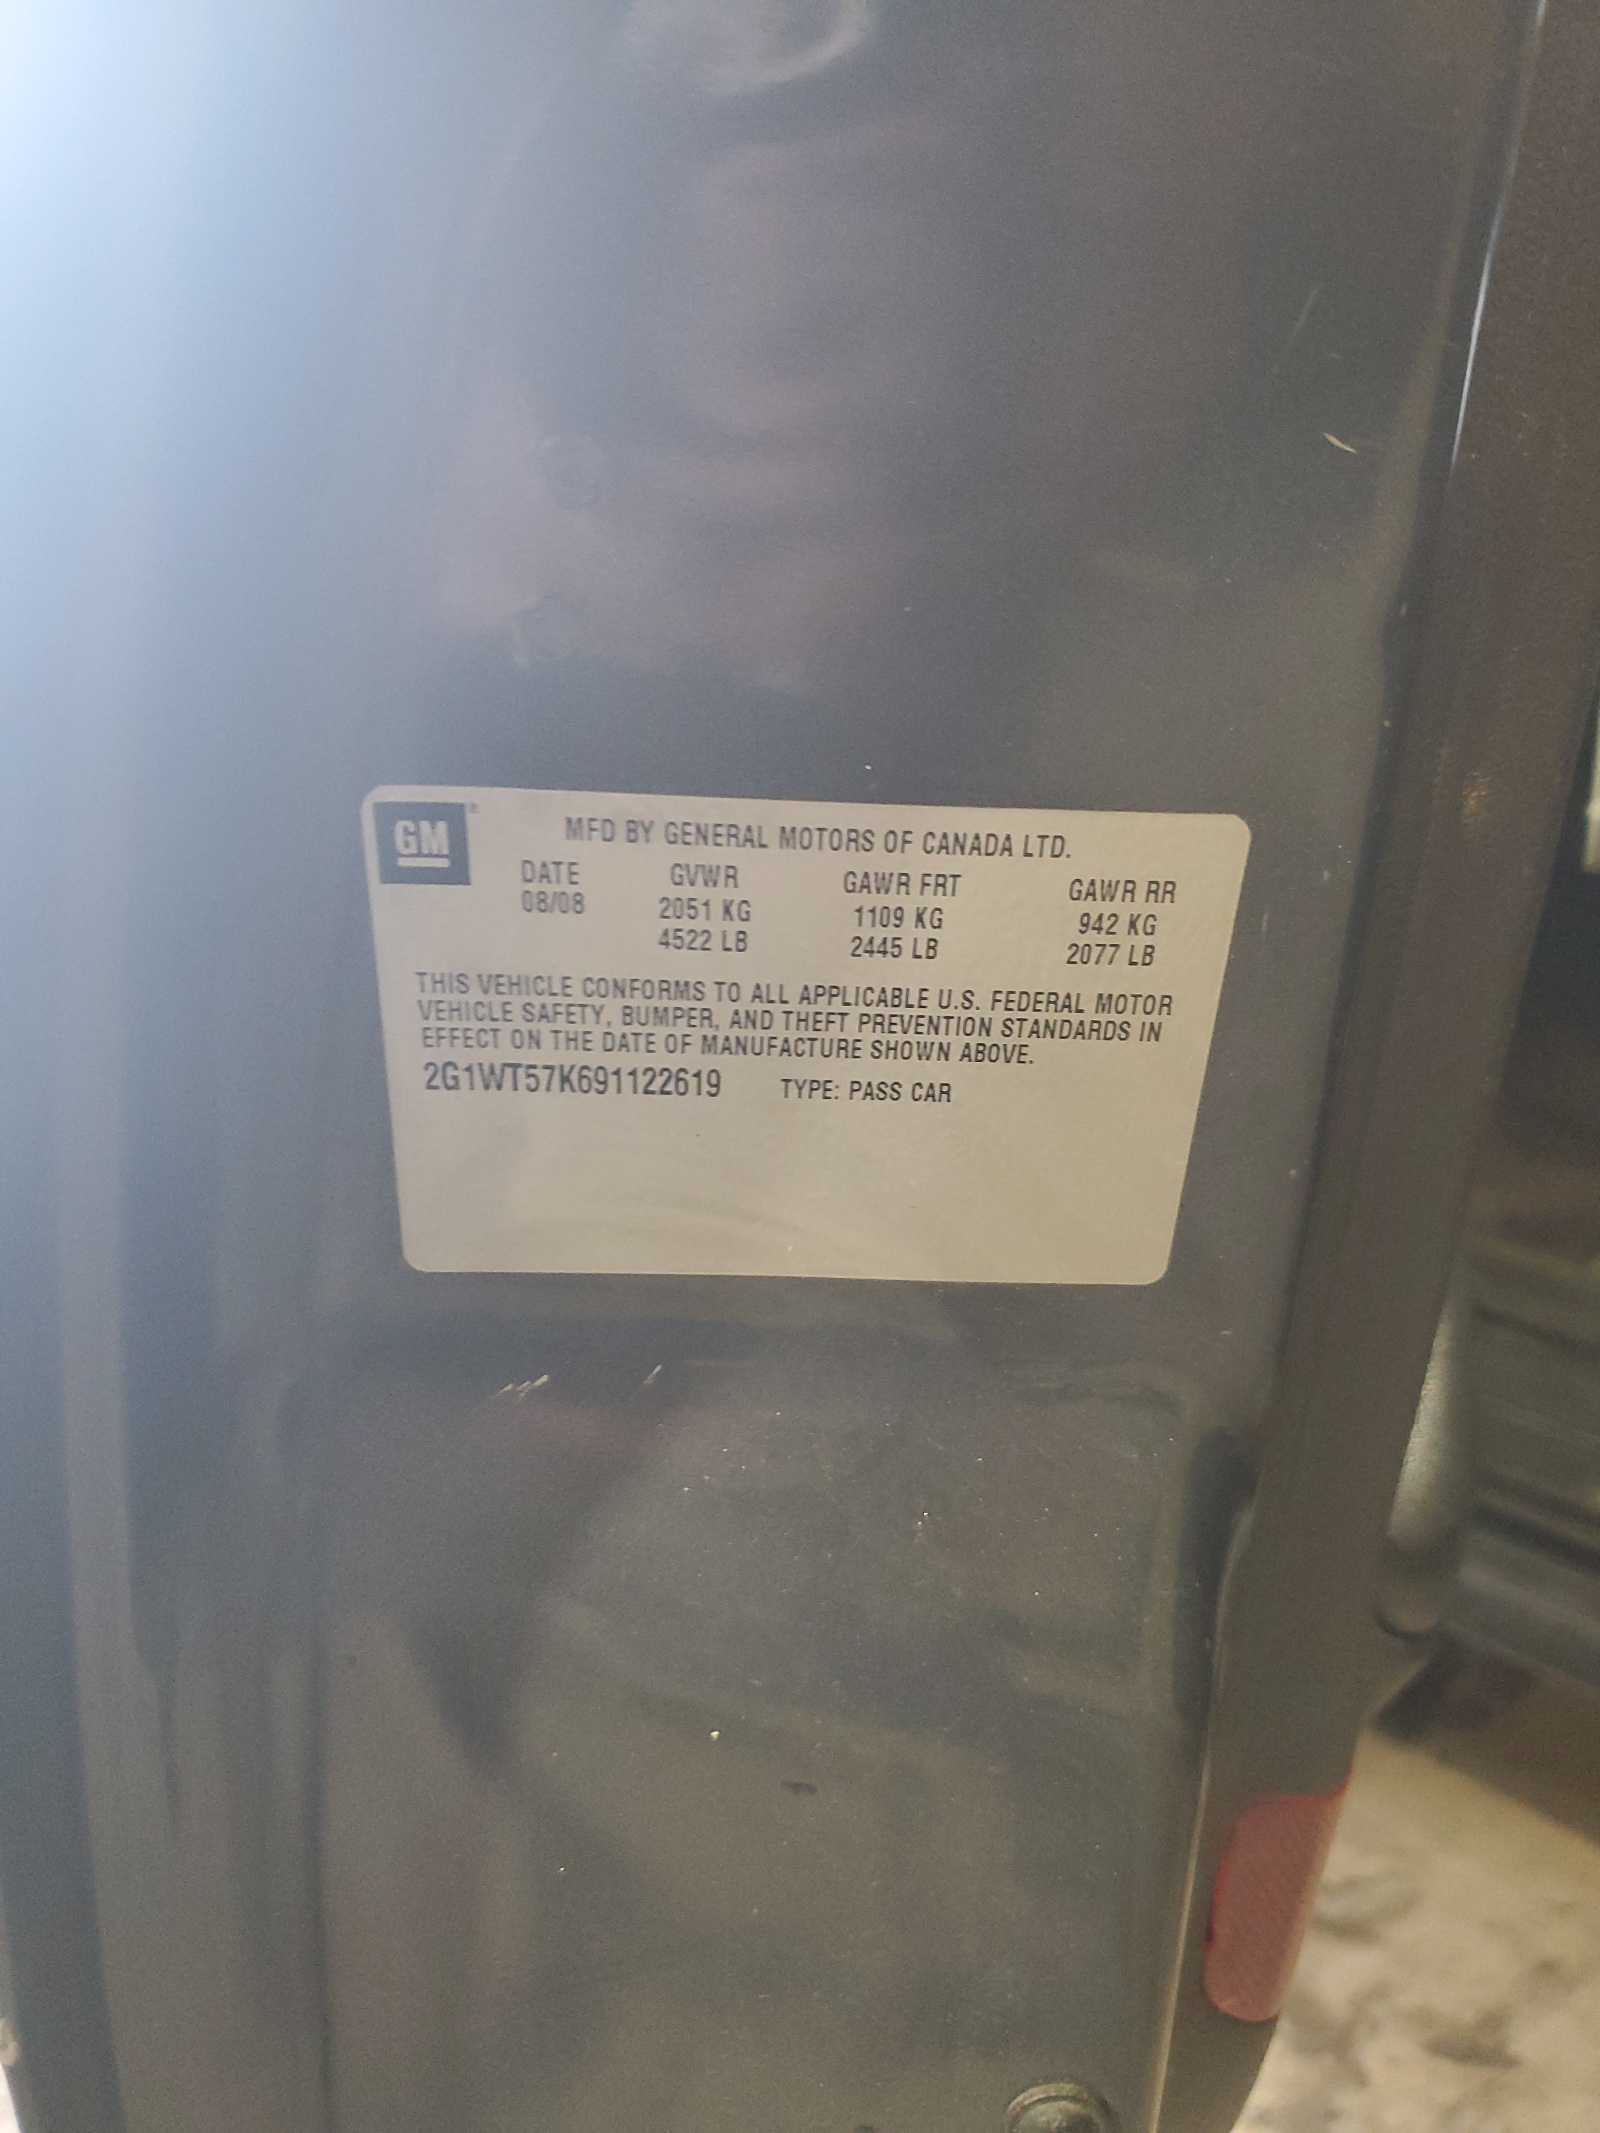 GM
MFD BY GENERAL MOTORS OF CANADA LTD.
DATE GVWR GAWR FRT GAWR RR
08/08 2051 KG 1109 KG 942 KG
4522 LB 2445 LB 2077 LB
THIS VEHICLE CONFORMS TO ALL APPLICABLE U.S. FEDERAL MOTOR
VEHICLE SAFETY, BUMPER, AND THEFT PREVENTION STANDARDS IN
EFFECT ON THE DATE OF MANUFACTURE SHOWN ABOVE.
2G1WT57K691122619 TYPE: PASS CAR